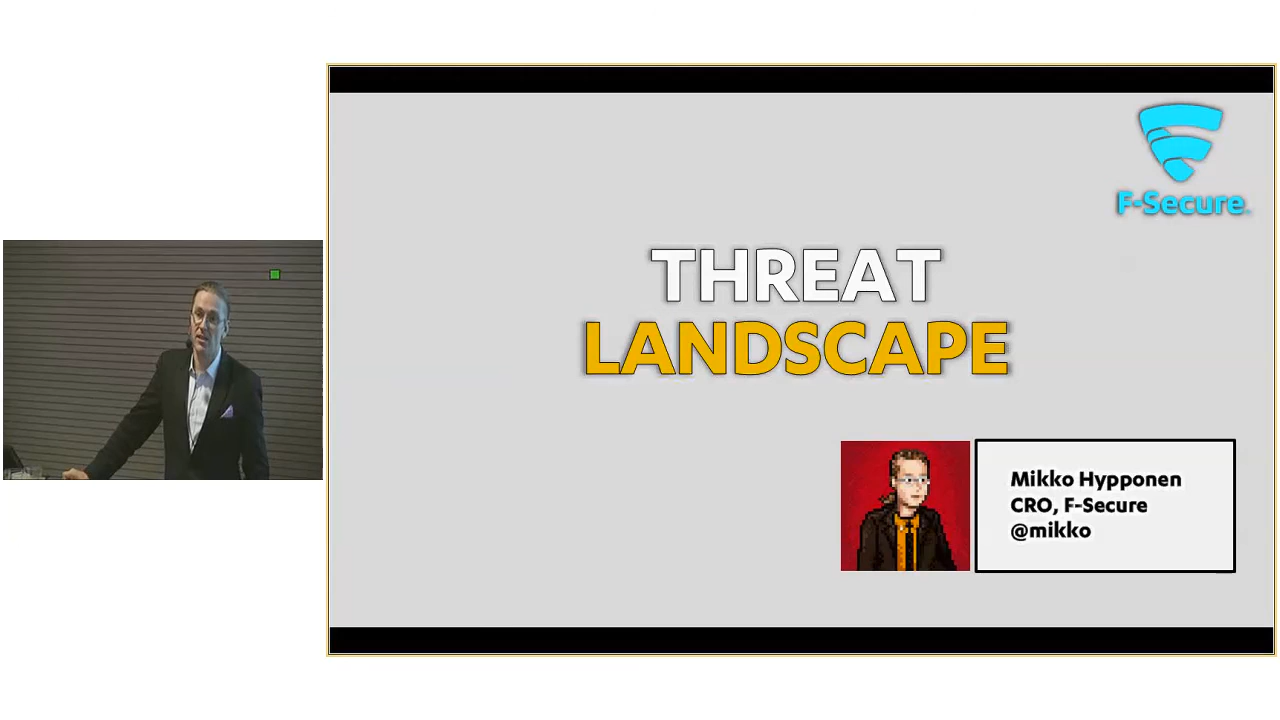 F-Secure.
THREAT
LANDSCAPE
Mikko Hypponen
CRO, F-Secure
@mikko